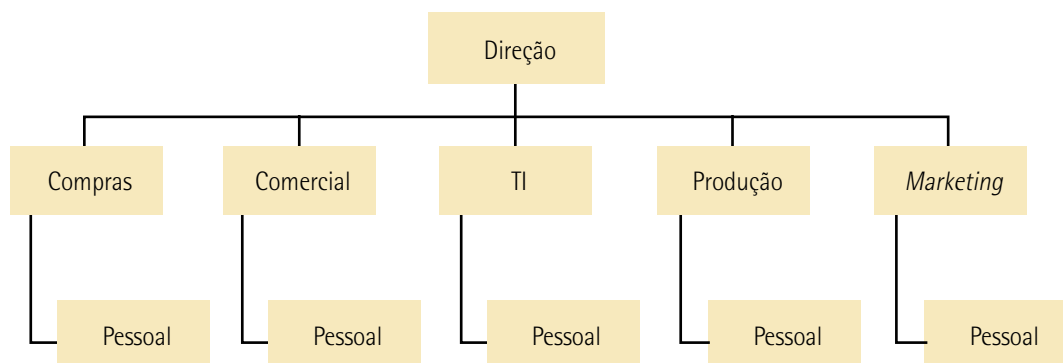 Direção
Compras
Comercial
TI
Produção
Marketing
Pessoal
Pessoal
Pessoal
Pessoal
Pessoal